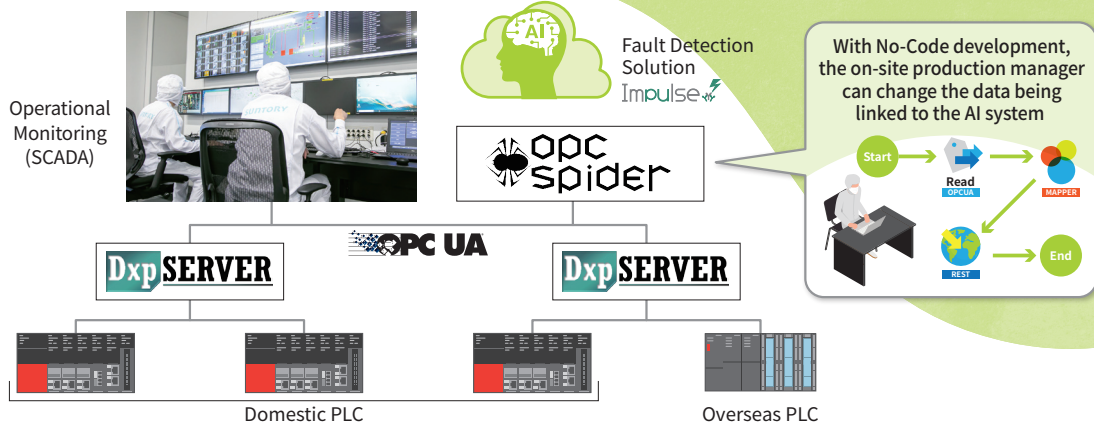 Operational
Monitoring
(SCADA)
SUNTORY
AI
Fault Detection
Solution
Impulse
opc
spider
With No-Code development,
the on-site production manager
can change the data being
linked to the AI system
Start
Read
OPCUA
MAPPER
REST
End
OPC UA
Dxp SERVER
Dxp SERVER
Domestic PLC
Overseas PLC